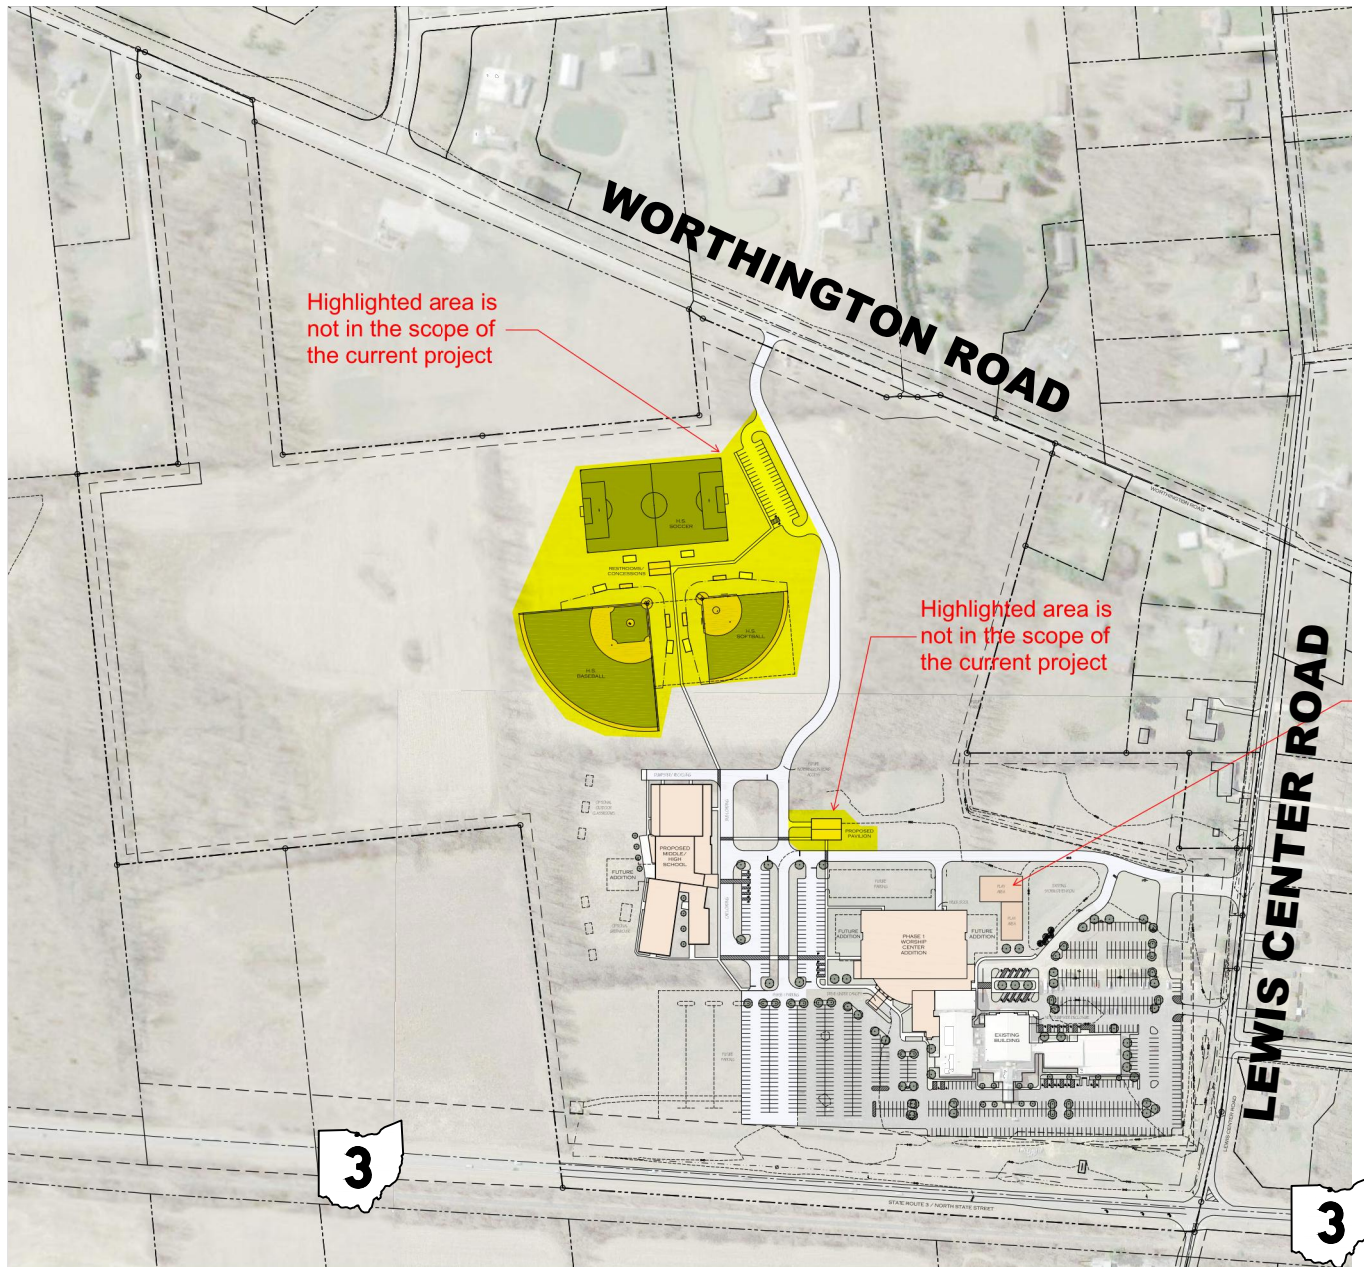 WORTHINGTON ROAD
Highlighted area is
not in the scope of
the current project
WORTHINGTON ROAD
H.S.
SOCCER
RESTROOMS/
CONCESSIONS
H.S.
SOFTBALL
H.S.
BASEBALL
Highlighted area is
not in the scope of
the current project
LEWIS CENTER ROAD
PROPOSED
PAVILION
PROPOSED
MIDDLE/
HIGH
SCHOOL
FUTURE
ADDITION
FUTURE
ADDITION
PHASE 1
WORSHIP
CENTER
ADDITION
FUTURE
ADDITION
EXISTING
BUILDING
LEWIS CENTER ROAD
3
STATE ROUTE 3 / NORTH STATE STREET
3